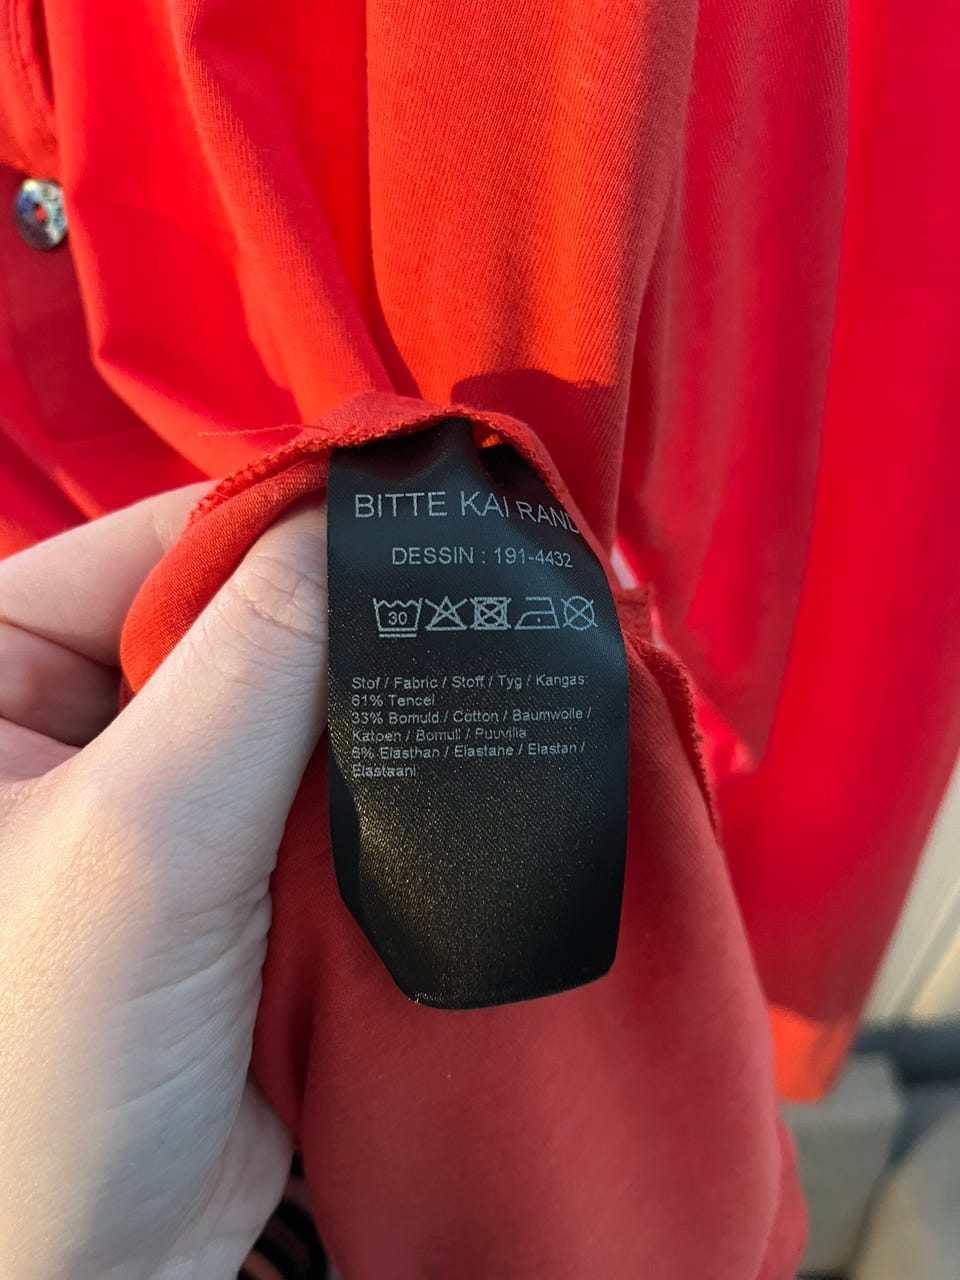 BITTE KAI RAND
DESSIN : 191-4432
30
Stof / Fabric / Stoff / Tyg / Kangas:
61% Tencel
33% Bomuld / Cotton / Baumwolle /
Katoen / Bomull / Puuvilla
6% Elasthan / Elastane / Elastan /
Elastaani